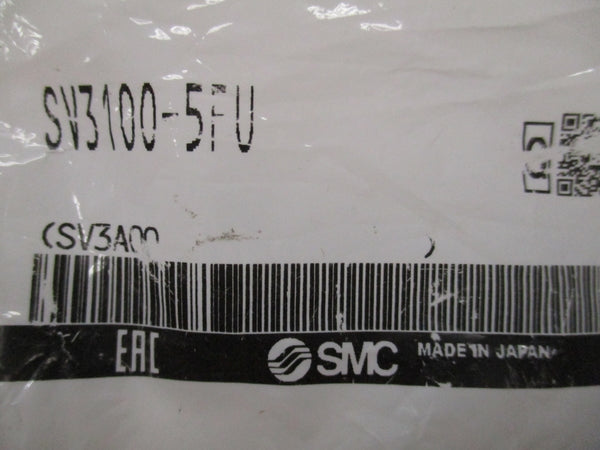 SV3100-5FU
(SV3A00 )
EAC SMC MADE IN JAPAN